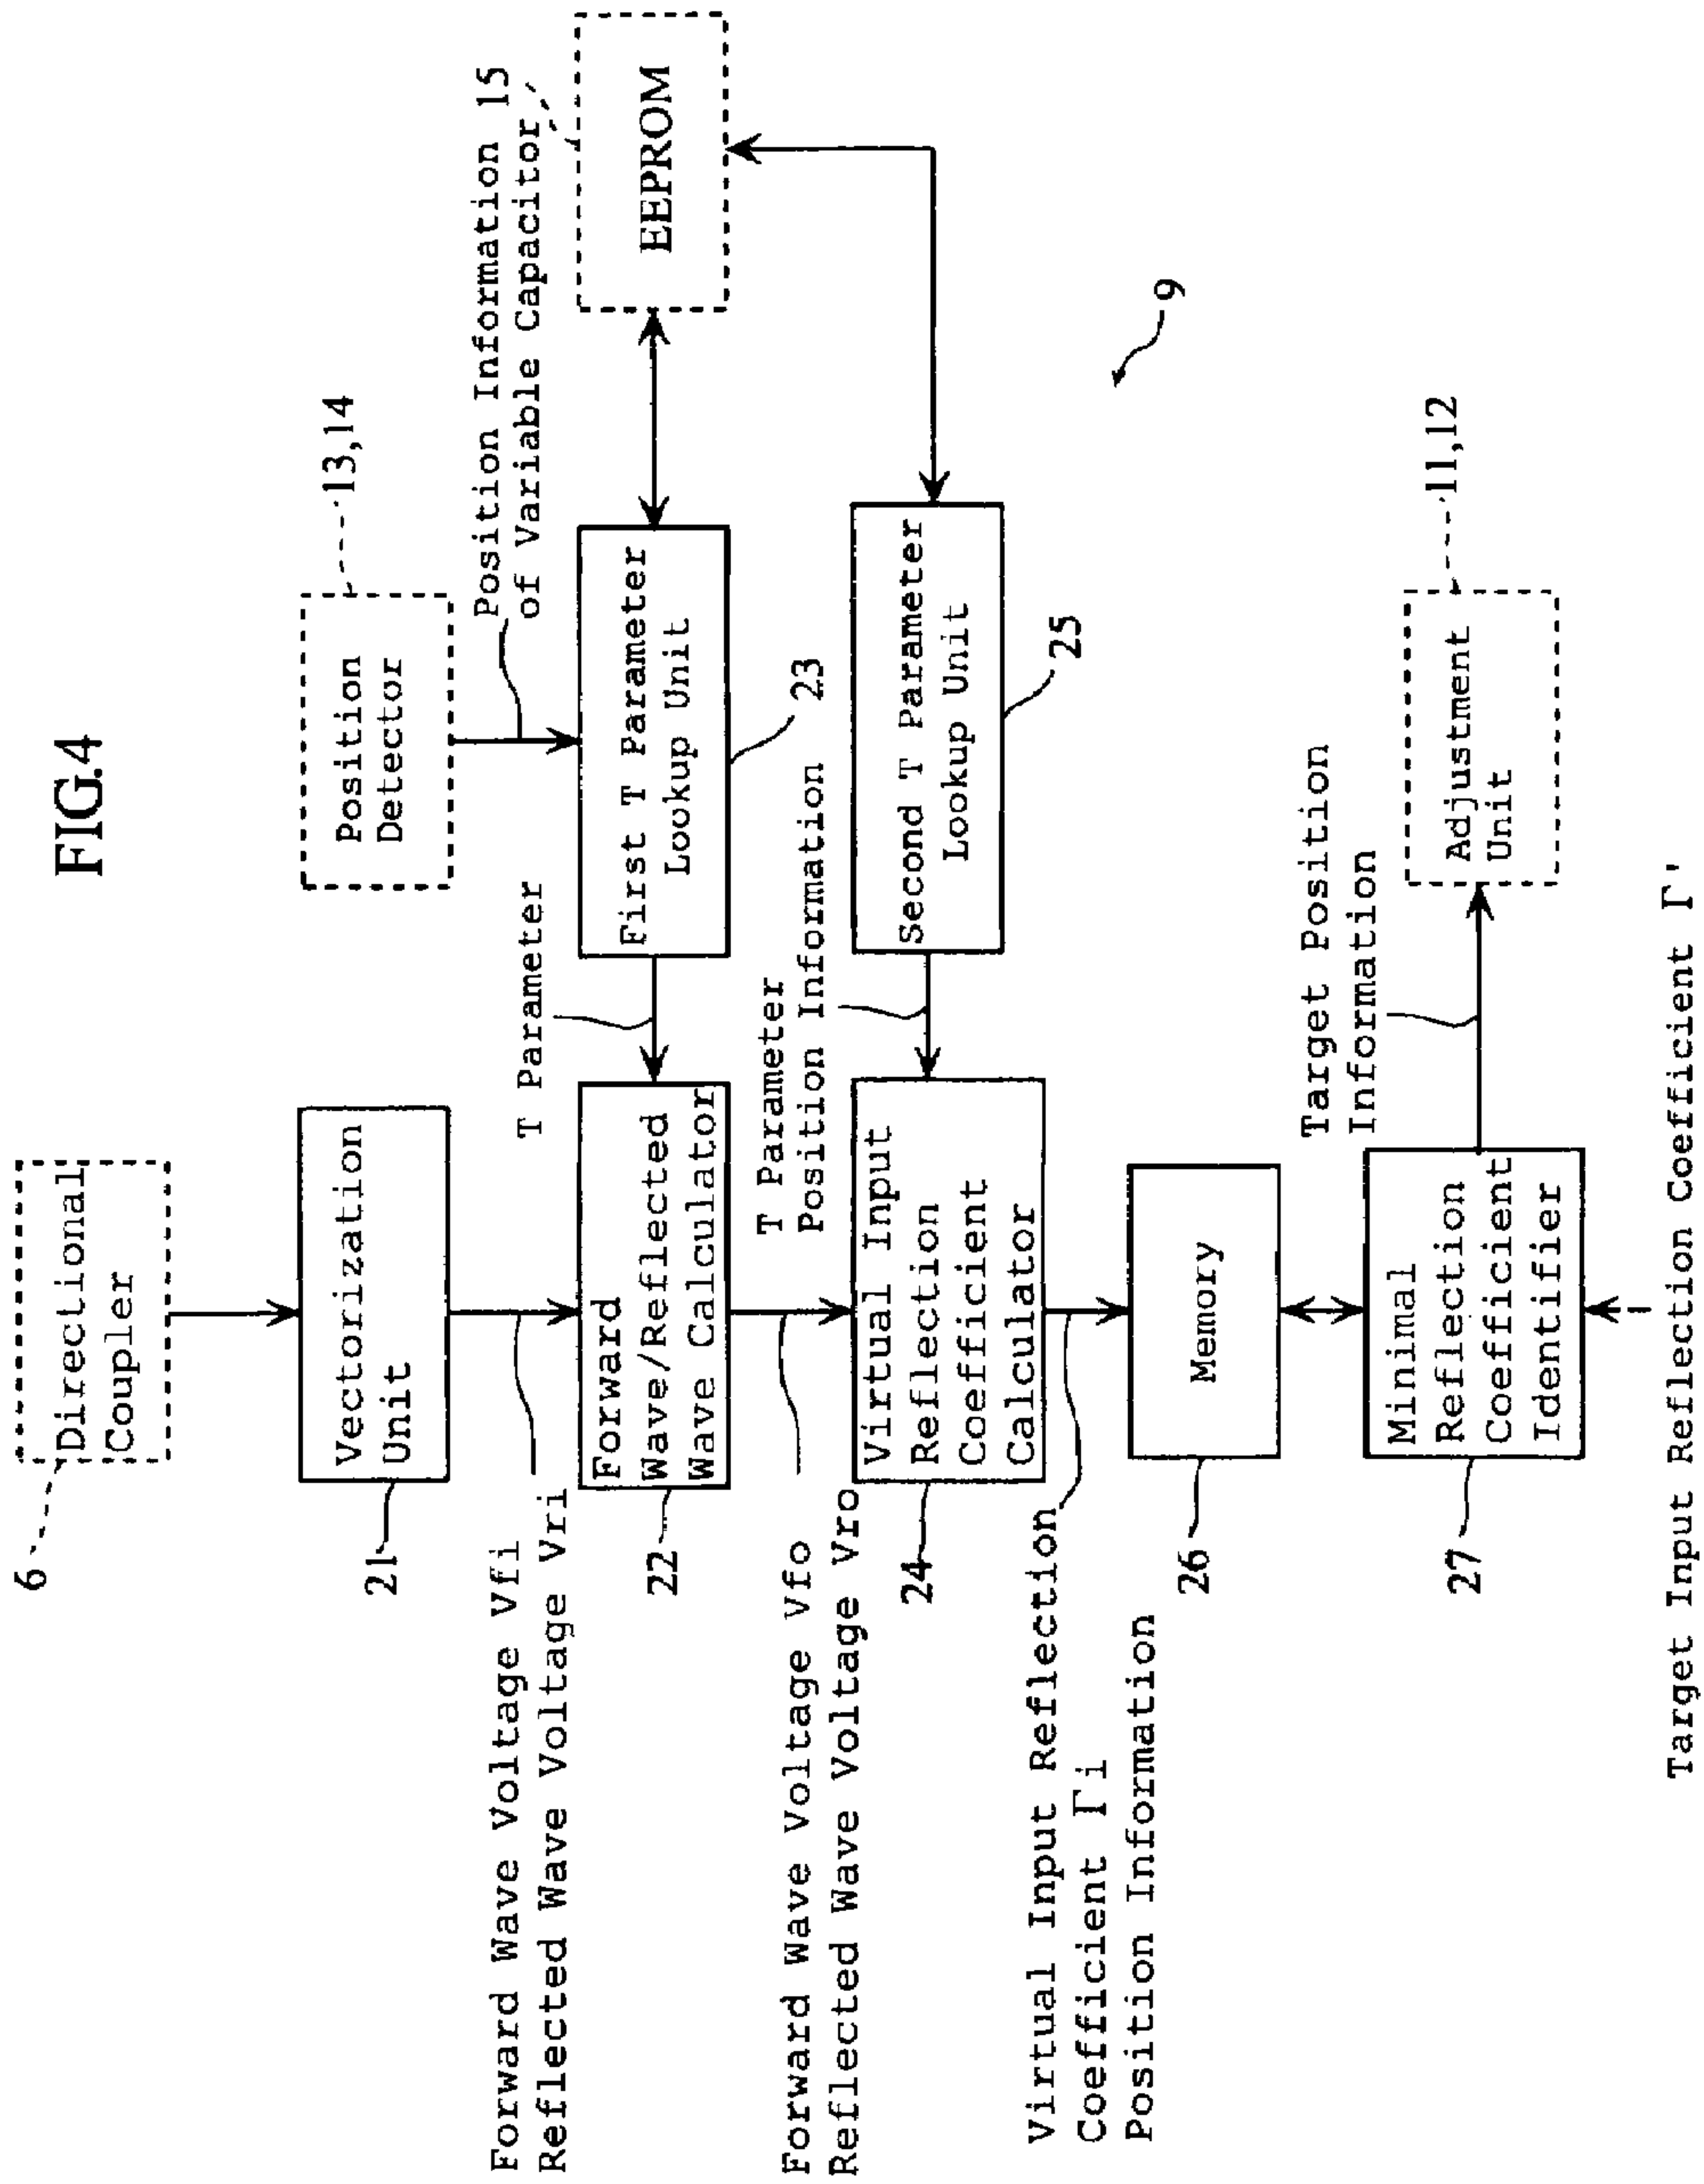 FIG.4
6
Directional
Coupler
Vectorization
Unit
21
Forward Wave Voltage Vfi
Reflected Wave Voltage Vri
Position
Detector
13,14
Position Information
of Variable Capacitor
15
EEPROM
T Parameter
First T Parameter
Lookup Unit
23
Forward
Wave/Reflected
Wave Calculator
22
Forward Wave Voltage Vfo
Reflected Wave Voltage Vro
T Parameter
Position Information
Second T Parameter
Lookup Unit
25
Virtual Input
Reflection
Coefficient
Calculator
24
Virtual Input Reflection
Coefficient Γi
Position Information
9
Memory
26
Minimal
Reflection
Coefficient
Identifier
27
Target Position
Information
Adjustment
Unit
11,12
Target Input Reflection Coefficient Γ'